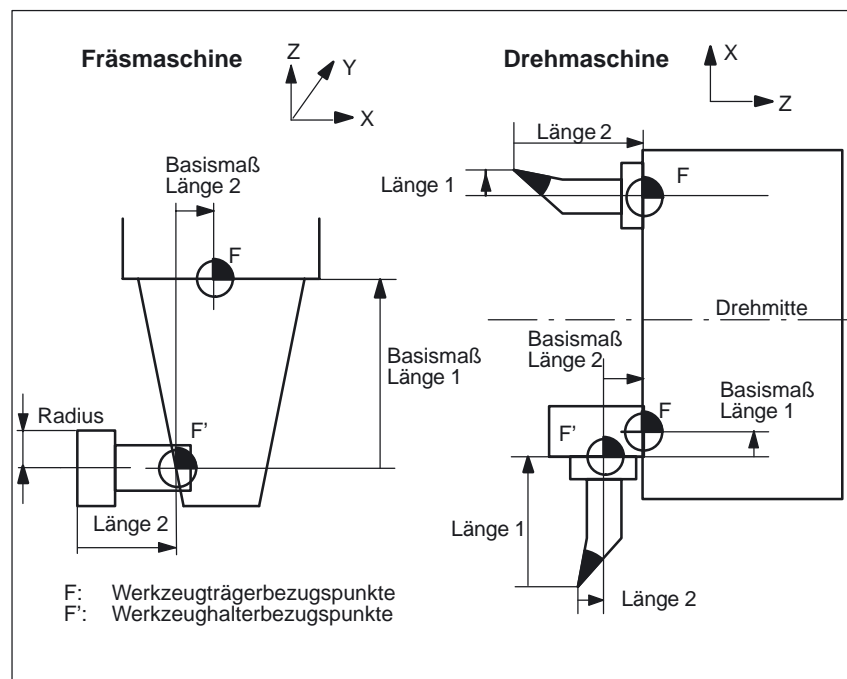 Fräsmaschine
Z
Y
X
Basismaß
Länge 2
F
Basismaß
Länge 1
Radius
F'
Länge 2
F: Werkzeugträgerbezugspunkte
F’: Werkzeughalterbezugspunkte
Drehmaschine
X
Z
Länge 2
Länge 1
F
Drehmitte
Basismaß
Länge 2
Basismaß
Länge 1
F
F’
Länge 1
Länge 2